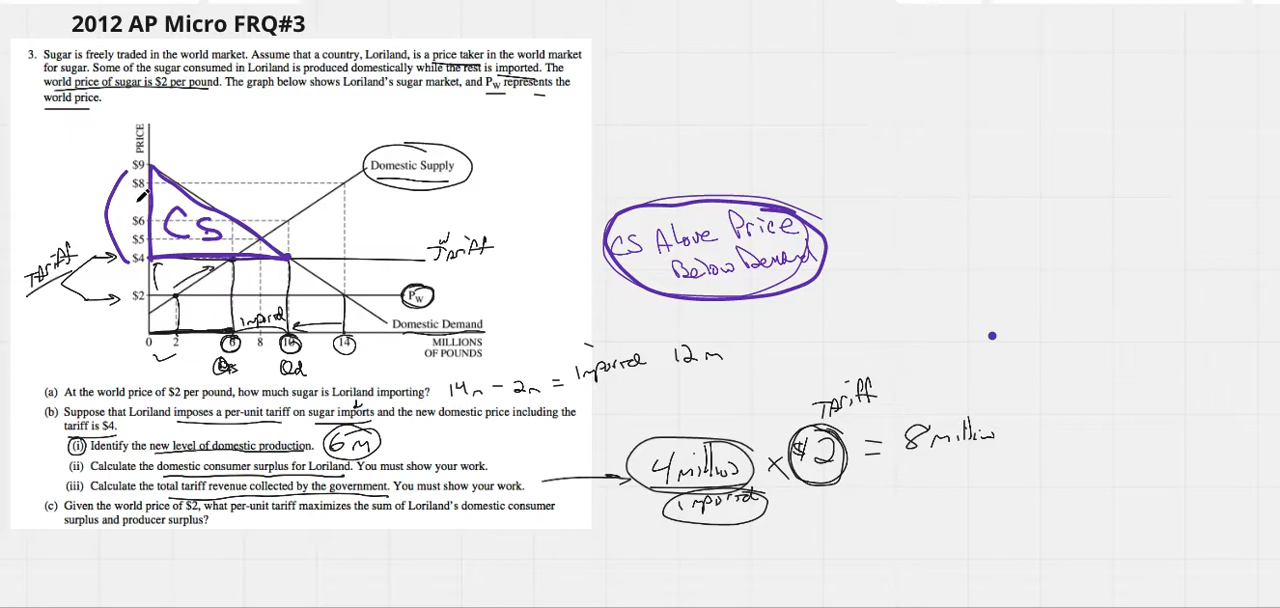 2012 AP Micro FRQ#3
3. Sugar is freely traded in the world market. Assume that a country, Loriland, is a price taker in the world market
for sugar. Some of the sugar consumed in Loriland is produced domestically while the rest is imported. The
world price of sugar is $2 per pound. The graph below shows Loriland's sugar market, and PW represents the
world price.
PRICE
$9
$8
$6
$5
$4
$2
CS
Domestic Supply
W Tariff
PW
Domestic Demand
Tariff
Import
0 2 6 8 10 14
MILLIONS
OF POUNDS
Qs Qd
CS Above Price
Below Demand
(a) At the world price of $2 per pound, how much sugar is Loriland importing?
14m - 2m = Imported 12m
(b) Suppose that Loriland imposes a per-unit tariff on sugar imports and the new domestic price including the
tariff is $4.
(i) Identify the new level of domestic production. 6m
(ii) Calculate the domestic consumer surplus for Loriland. You must show your work.
(iii) Calculate the total tariff revenue collected by the government. You must show your work.
(c) Given the world price of $2, what per-unit tariff maximizes the sum of Loriland's domestic consumer
surplus and producer surplus?
Tariff
4 million x $2 = 8 million
Imported